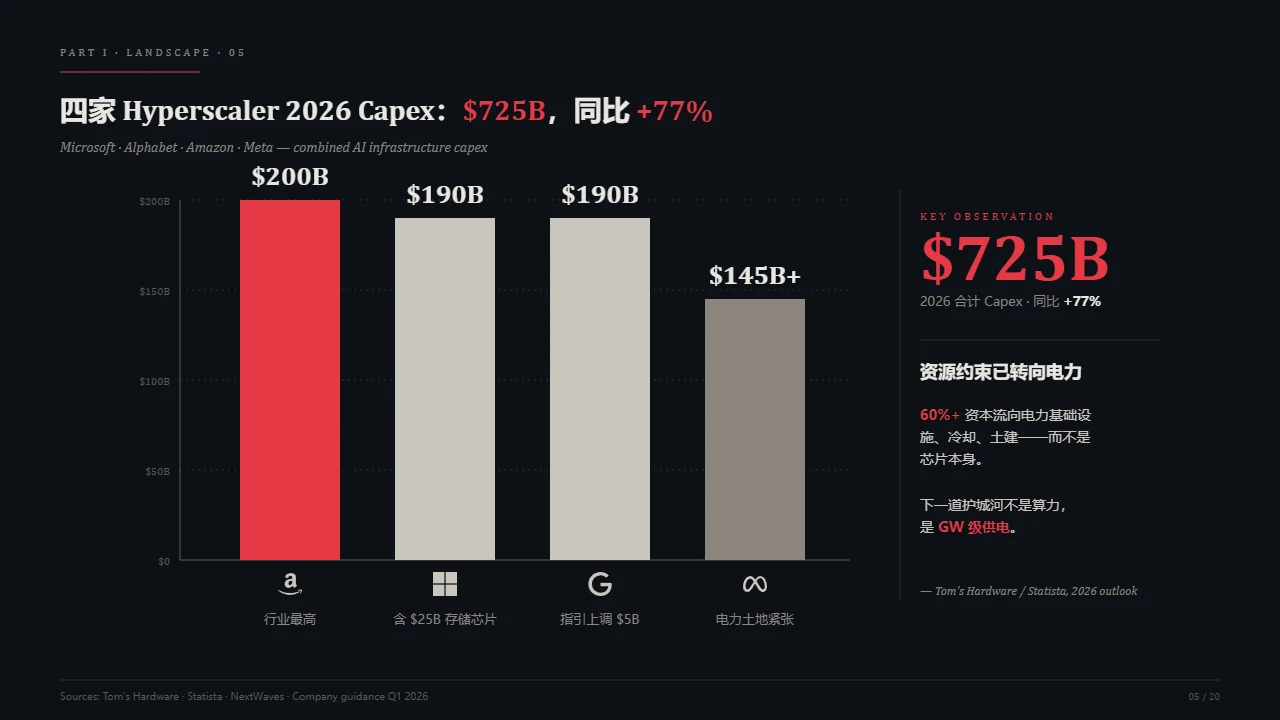 PART I · LANDSCAPE · 05
四家 Hyperscaler 2026 Capex：$725B，同比 +77%
Microsoft · Alphabet · Amazon · Meta — combined AI infrastructure capex
$200B
$190B
$190B
$145B+
$200B
$150B
$100B
$50B
$0
行业最高
含 $25B 存储芯片
指引上调 $5B
电力土地紧张
KEY OBSERVATION
$725B
2026 合计 Capex · 同比 +77%
资源约束已转向电力
60%+ 资本流向电力基础设
施、冷却、土建——而不是
芯片本身。
下一道护城河不是算力，
是 GW 级供电。
— Tom's Hardware / Statista, 2026 outlook
Sources: Tom's Hardware · Statista · NextWaves · Company guidance Q1 2026
05 / 20